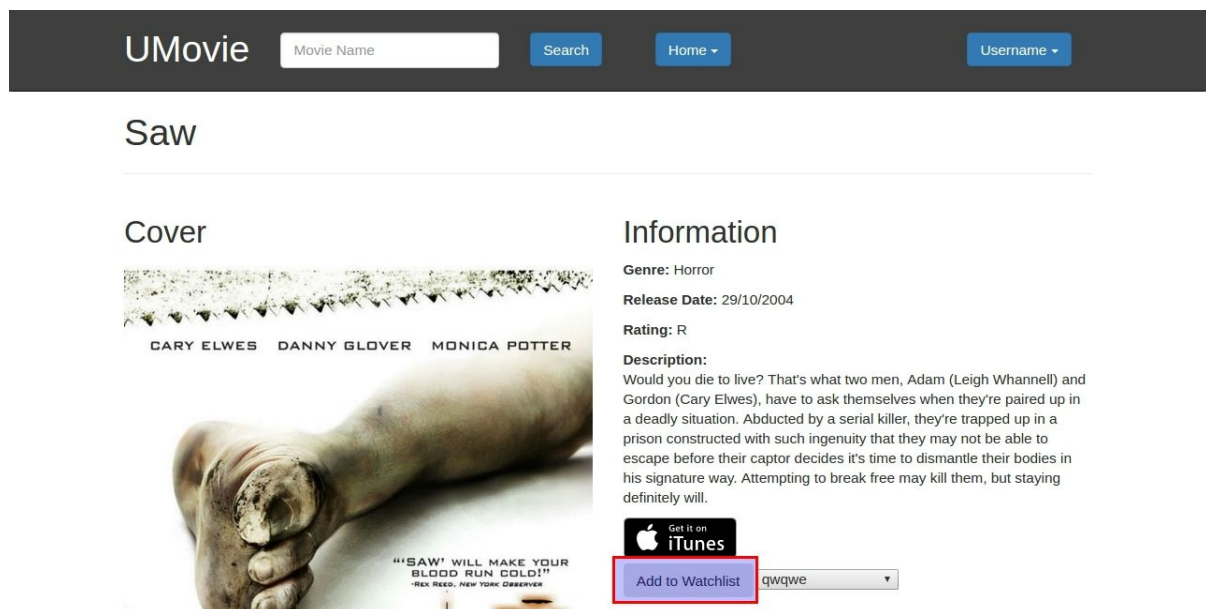 UMovie Movie Name Search Home Username
Saw
Cover
CARY ELWES DANNY GLOVER MONICA POTTER
"'SAW' WILL MAKE YOUR
BLOOD RUN COLD!"
-REX REED, NEW YORK OBSERVER
Information
Genre: Horror
Release Date: 29/10/2004
Rating: R
Description:
Would you die to live? That's what two men, Adam (Leigh Whannell) and
Gordon (Cary Elwes), have to ask themselves when they're paired up in
a deadly situation. Abducted by a serial killer, they're trapped up in a
prison constructed with such ingenuity that they may not be able to
escape before their captor decides it's time to dismantle their bodies in
his signature way. Attempting to break free may kill them, but staying
definitely will.
Get it on
iTunes
Add to Watchlist qwqwe